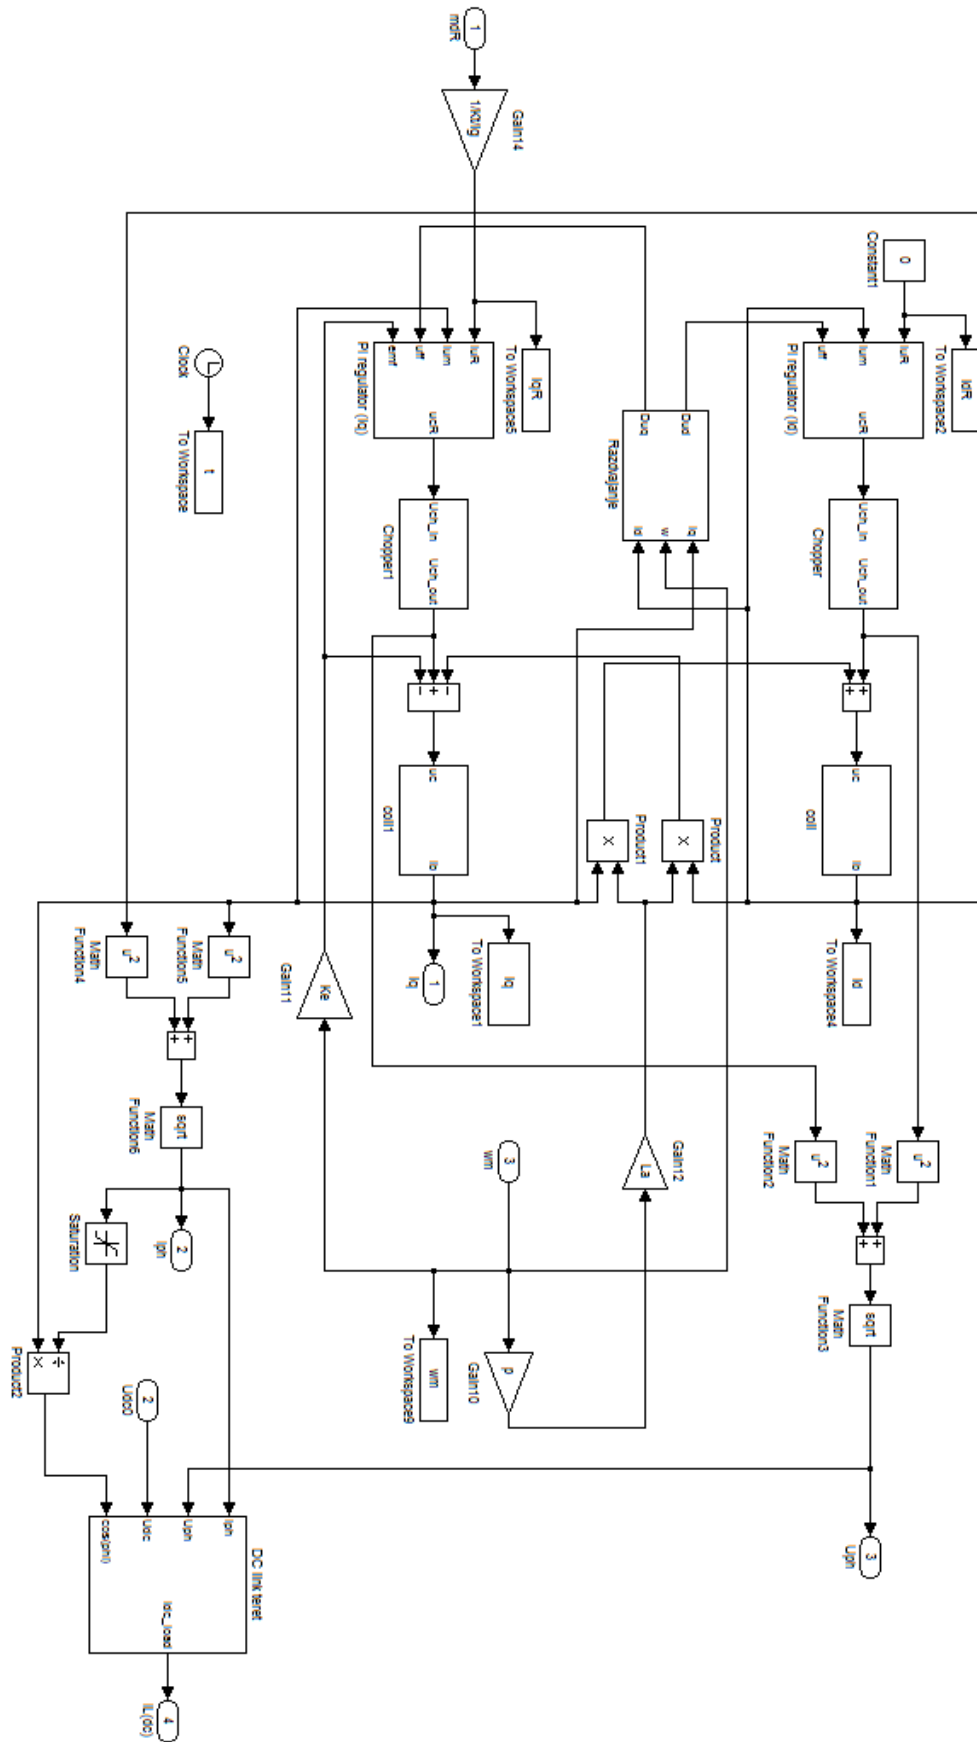 Constant1
0
IdR
To Workspace2
IuR
Ium
uff
ucR
PI regulator (Id)
Uch_in
Uch_out
Chopper
+
+
uc
Io
coil
Id
To Workspace4
u²
Math
Function1
u²
Math
Function2
+
+
sqrt
Math
Function3
3
Uph
Dud
Duq
Iq
w
Id
Razdvajanje
X
Product
X
Product1
La
Gain12
p
Gain10
1
mdR
1/Kt/Ig
Gain14
IqR
To Workspace5
IuR
Ium
uff
emf
ucR
PI regulator (Iq)
Uch_in
Uch_out
Chopper1
−
+
−
uc
Io
coil1
Iq
To Workspace1
1
Iq
3
wm
wm
To Workspace9
Ke
Gain11
Clock
t
To Workspace
u²
Math
Function5
u²
Math
Function4
+
+
sqrt
Math
Function6
2
Iph
Saturation
÷
×
Product2
2
Udc0
Iph
Uph
Udc
cos(phi)
Idc_load
DC link teret
4
IL(dc)